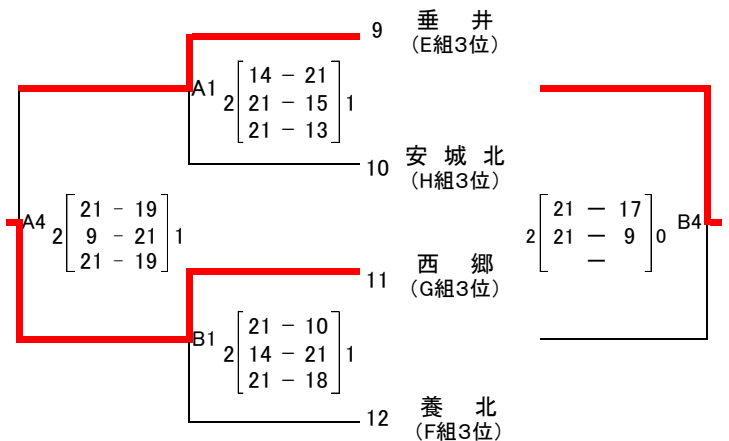 9 垂 井
(E組3位)
A1 2 14 － 21 1
21 － 15
21 － 13
10 安 城 北
(H組3位)
A4 2 21 － 19 1
9 － 21
21 － 19
2 21 － 17 0 B4
21 － 9
－
11 西 郷
(G組3位)
B1 2 21 － 10 1
14 － 21
21 － 18
12 養 北
(F組3位)